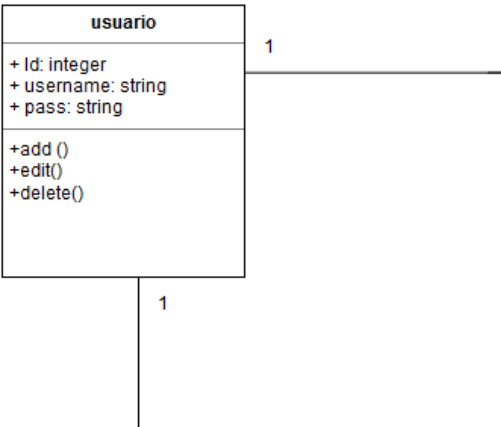 usuario
1
+ Id: integer
+ username: string
+ pass: string
+add ()
+edit()
+delete()
1